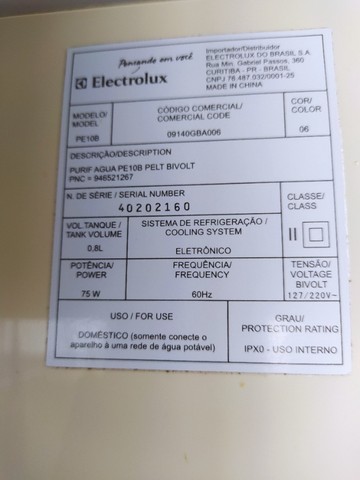 Pensando em você
Electrolux
Importador/Distribuidor
ELECTROLUX DO BRASIL S.A
Rua Min. Gabriel Passos, 360
CURITIBA - PR - BRASIL
CNPJ 76.487.032/0001-25
MADE IN CHINA
MODELO/
MODEL
PE10B
CÓDIGO COMERCIAL/
COMERCIAL CODE
09140GBA006
COR/
COLOR
06
DESCRIÇÃO/DESCRIPTION
PURIF AGUA PE10B PELT BIVOLT
PNC = 946521267
N. DE SÉRIE / SERIAL NUMBER
40202160
CLASSE/
CLASS
II
VOL.TANQUE /
TANK VOLUME
0,8L
SISTEMA DE REFRIGERAÇÃO /
COOLING SYSTEM
ELETRÔNICO
POTÊNCIA/
POWER
75 W
FREQUÊNCIA/
FREQUENCY
60Hz
TENSÃO/
VOLTAGE
BIVOLT
127/220V~
USO / FOR USE
DOMÉSTICO (somente conecte o
aparelho à uma rede de água potável)
GRAU/
PROTECTION RATING
IPX0 - USO INTERNO